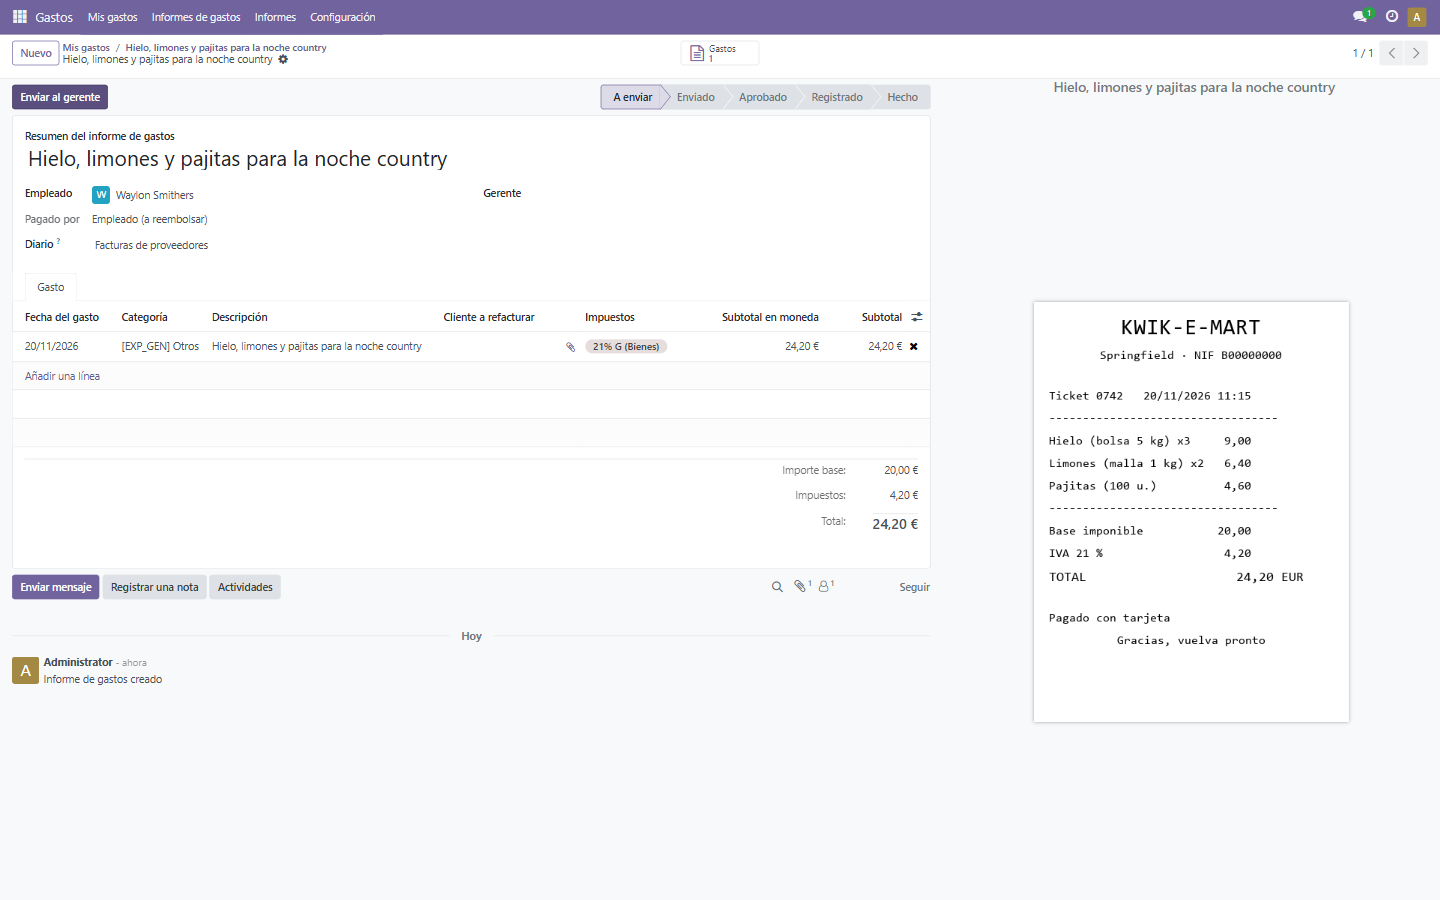 Gastos Mis gastos Informes de gastos Informes Configuración 1 A
Nuevo
Mis gastos / Hielo, limones y pajitas para la noche country
Hielo, limones y pajitas para la noche country
Gastos
1
1 / 1
Enviar al gerente
A enviar Enviado Aprobado Registrado Hecho
Resumen del informe de gastos
Hielo, limones y pajitas para la noche country
Empleado W Waylon Smithers
Gerente
Pagado por Empleado (a reembolsar)
Diario ? Facturas de proveedores
Gasto
Fecha del gasto Categoría Descripción Cliente a refacturar Impuestos Subtotal en moneda Subtotal
20/11/2026 [EXP_GEN] Otros Hielo, limones y pajitas para la noche country 21% G (Bienes) 24,20 € 24,20 €
Añadir una línea
Importe base: 20,00 €
Impuestos: 4,20 €
Total: 24,20 €
Enviar mensaje Registrar una nota Actividades 1 1 Seguir
Hoy
A
Administrator - ahora
Informe de gastos creado
Hielo, limones y pajitas para la noche country
KWIK-E-MART
Springfield · NIF B00000000
Ticket 0742 20/11/2026 11:15
----------------------------------
Hielo (bolsa 5 kg) x3 9,00
Limones (malla 1 kg) x2 6,40
Pajitas (100 u.) 4,60
----------------------------------
Base imponible 20,00
IVA 21 % 4,20
TOTAL 24,20 EUR
Pagado con tarjeta
Gracias, vuelva pronto